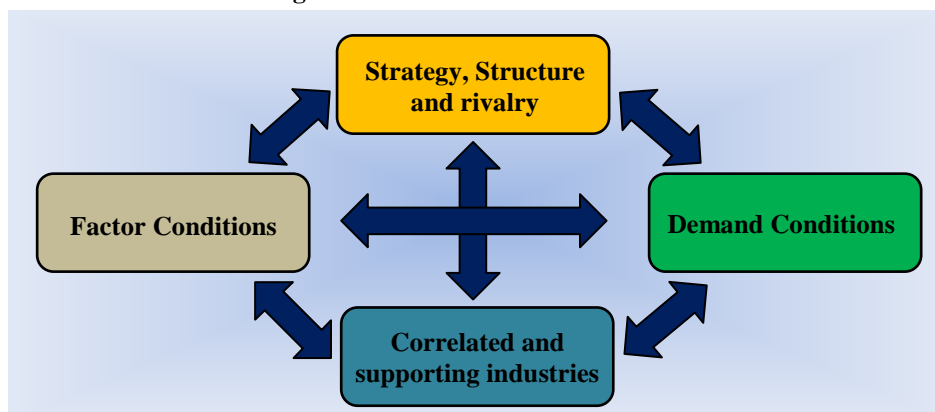 Strategy, Structure
and rivalry
Factor Conditions
Demand Conditions
Correlated and
supporting industries